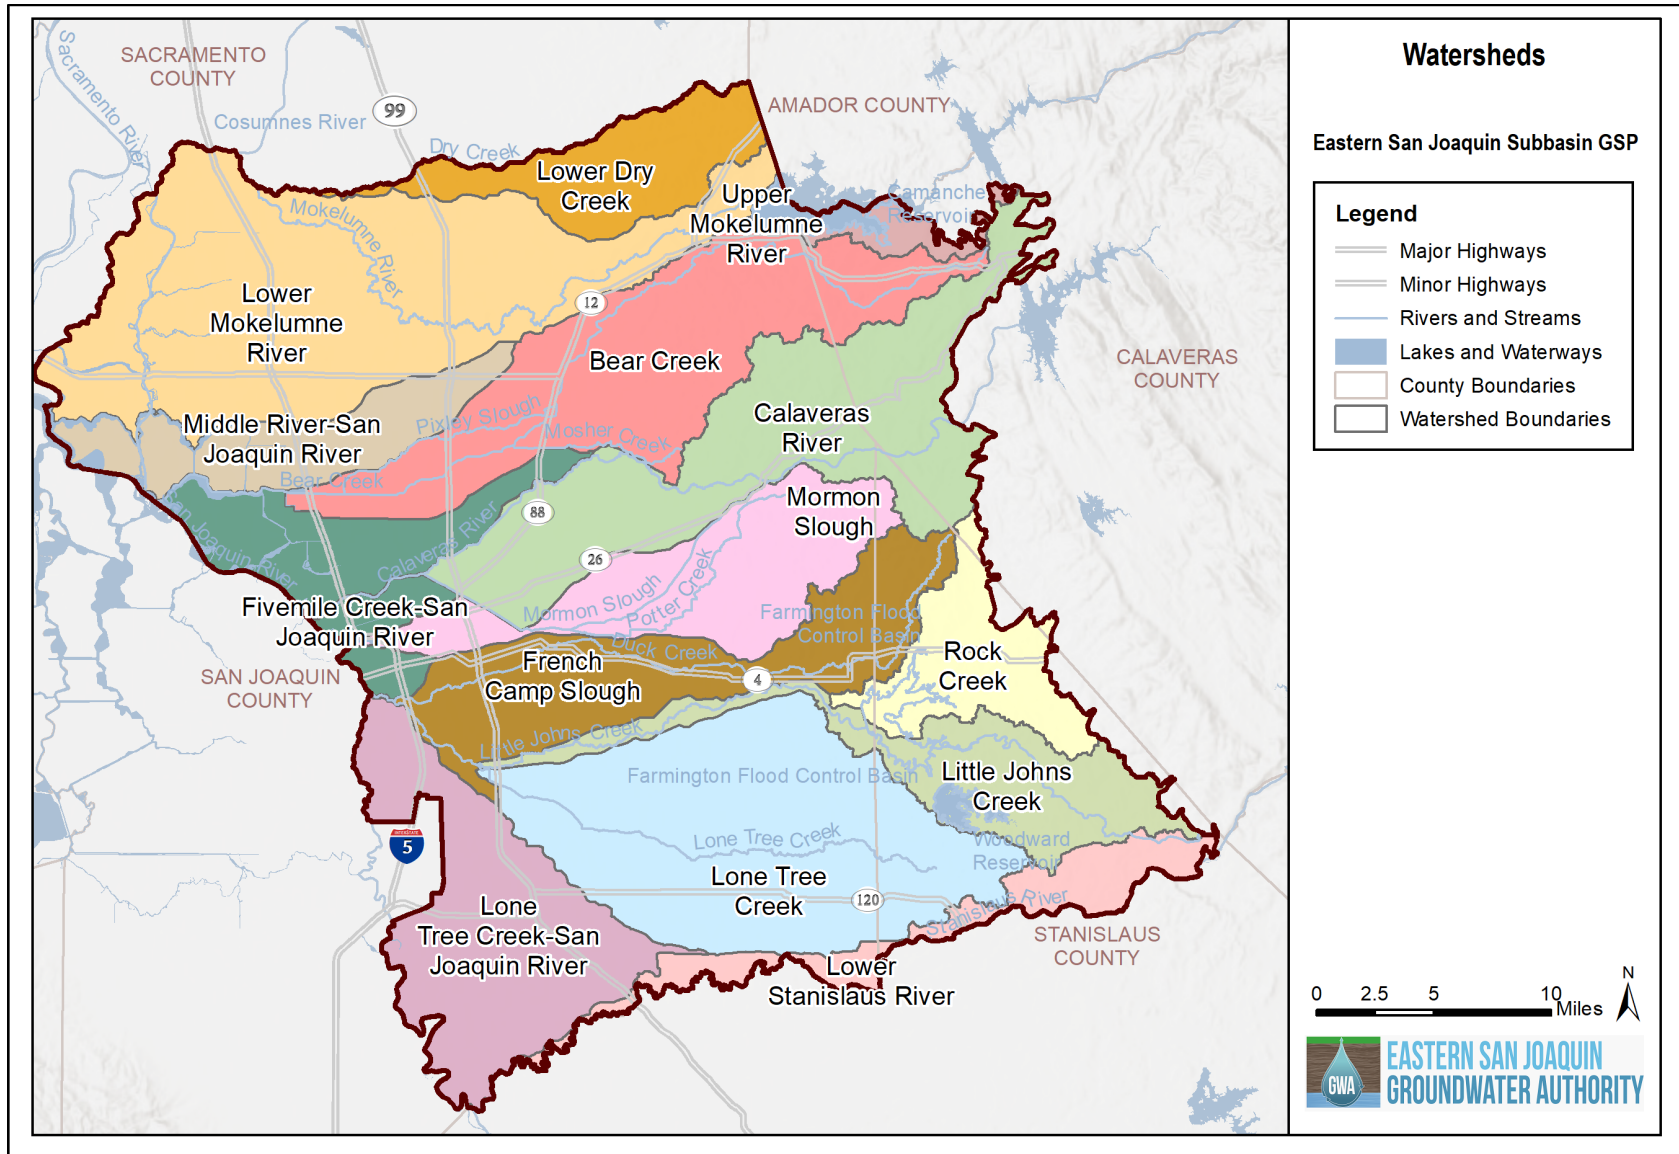 Watersheds
Eastern San Joaquin Subbasin GSP
Legend
Major Highways
Minor Highways
Rivers and Streams
Lakes and Waterways
County Boundaries
Watershed Boundaries
SACRAMENTO
COUNTY
Sacramento River
Cosumnes River
99
Dry Creek
AMADOR COUNTY
Lower Dry
Creek
Upper
Mokelumne
River
Camanche
Reservoir
Mokelumne River
Lower
Mokelumne
River
12
Bear Creek
CALAVERAS
COUNTY
Calaveras
River
Middle River-San
Joaquin River
Pixley Slough
Mosher Creek
Bear Creek
San Joaquin River
Calaveras River
88
Mormon
Slough
26
Mormon Slough
Potter Creek
Fivemile Creek-San
Joaquin River
Farmington Flood
Control Basin
Duck Creek
French
Camp Slough
4
Rock
Creek
SAN JOAQUIN
COUNTY
Little Johns Creek
Farmington Flood Control Basin
Little Johns
Creek
INTERSTATE
5
Lone Tree Creek
Woodward
Reservoir
Lone Tree
Creek
120
Stanislaus River
Lone
Tree Creek-San
Joaquin River
STANISLAUS
COUNTY
Lower
Stanislaus River
0 2.5 5 10
Miles
N
GWA
EASTERN SAN JOAQUIN
GROUNDWATER AUTHORITY